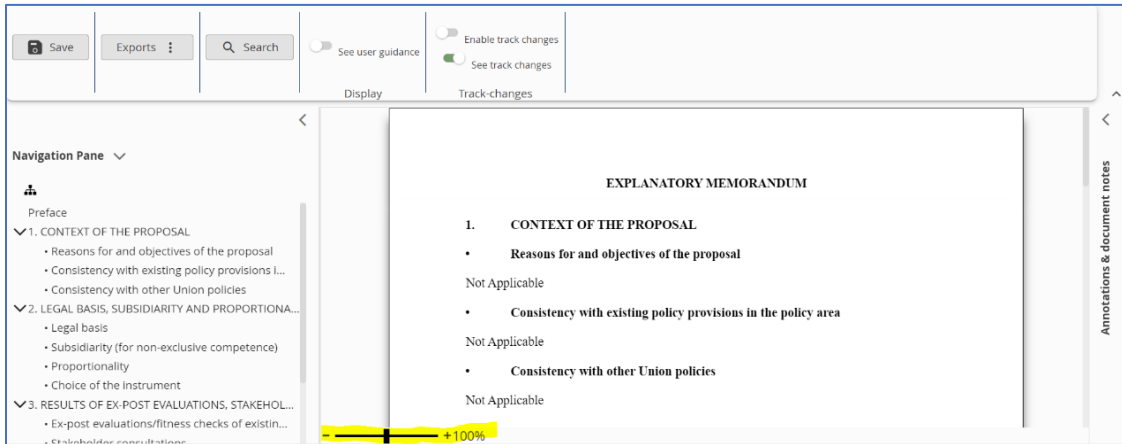 Save
Exports
Search
See user guidance
Display
Enable track changes
See track changes
Track-changes
Navigation Pane
Preface
1. CONTEXT OF THE PROPOSAL
• Reasons for and objectives of the proposal
• Consistency with existing policy provisions i...
• Consistency with other Union policies
2. LEGAL BASIS, SUBSIDIARITY AND PROPORTIONA...
• Legal basis
• Subsidiarity (for non-exclusive competence)
• Proportionality
• Choice of the instrument
3. RESULTS OF EX-POST EVALUATIONS, STAKEHOL...
• Ex-post evaluations/fitness checks of existin...
• Stakeholder consultations
EXPLANATORY MEMORANDUM
1. CONTEXT OF THE PROPOSAL
• Reasons for and objectives of the proposal
Not Applicable
• Consistency with existing policy provisions in the policy area
Not Applicable
• Consistency with other Union policies
Not Applicable
− +100%
Annotations & document notes